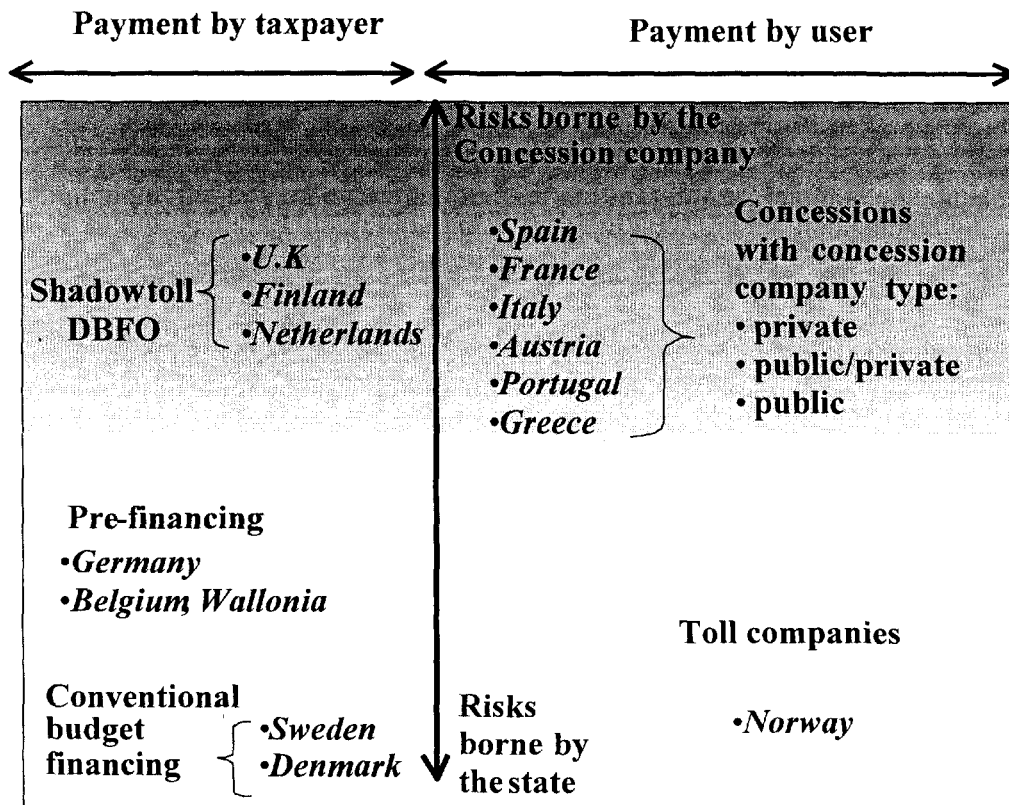 Payment by taxpayer
Payment by user
Risks borne by the
Concession company
Shadow toll
DBFO
•U.K
•Finland
•Netherlands
•Spain
•France
•Italy
•Austria
•Portugal
•Greece
Concessions
with concession
company type:
• private
• public/private
• public
Pre-financing
•Germany
•Belgium, Wallonia
Toll companies
•Norway
Conventional
budget
financing
•Sweden
•Denmark
Risks
borne by
the state